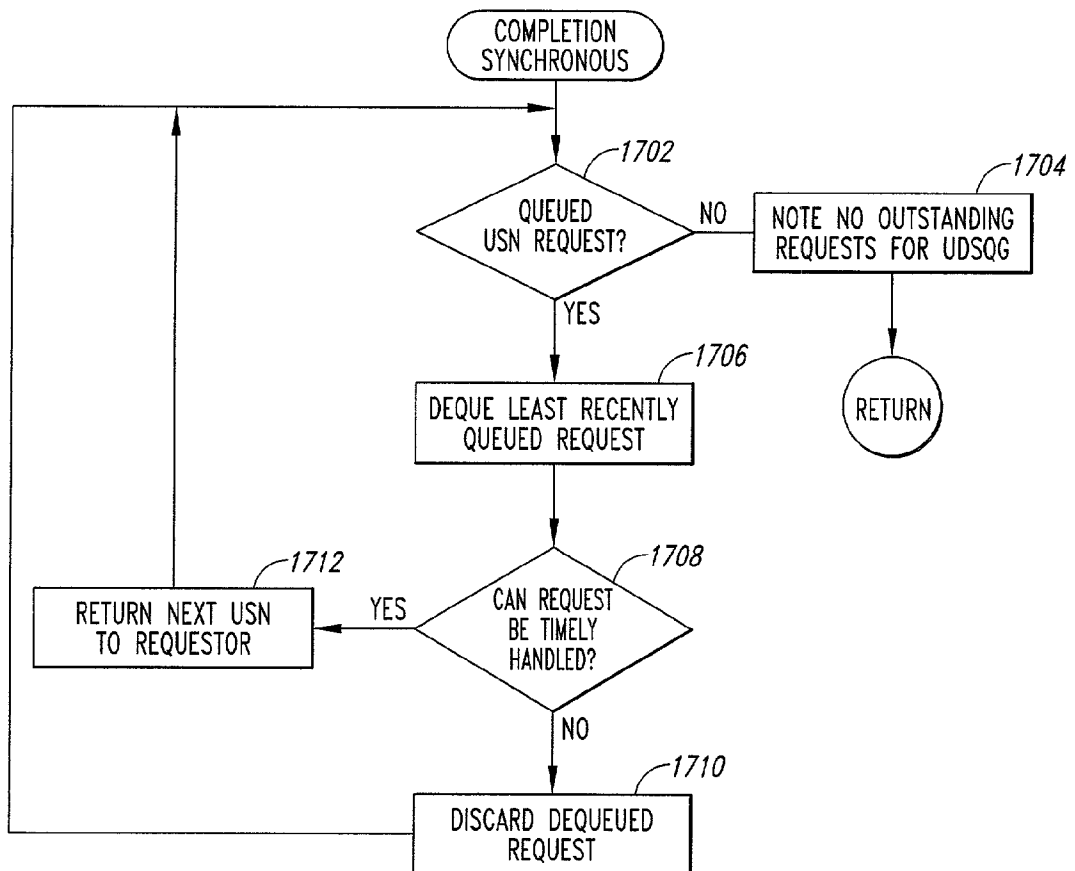 COMPLETION
SYNCHRONOUS
1702
QUEUED
USN REQUEST?
NO
1704
NOTE NO OUTSTANDING
REQUESTS FOR UDSQG
YES
RETURN
1706
DEQUE LEAST RECENTLY
QUEUED REQUEST
1708
CAN REQUEST
BE TIMELY
HANDLED?
YES
1712
RETURN NEXT USN
TO REQUESTOR
NO
1710
DISCARD DEQUEUED
REQUEST